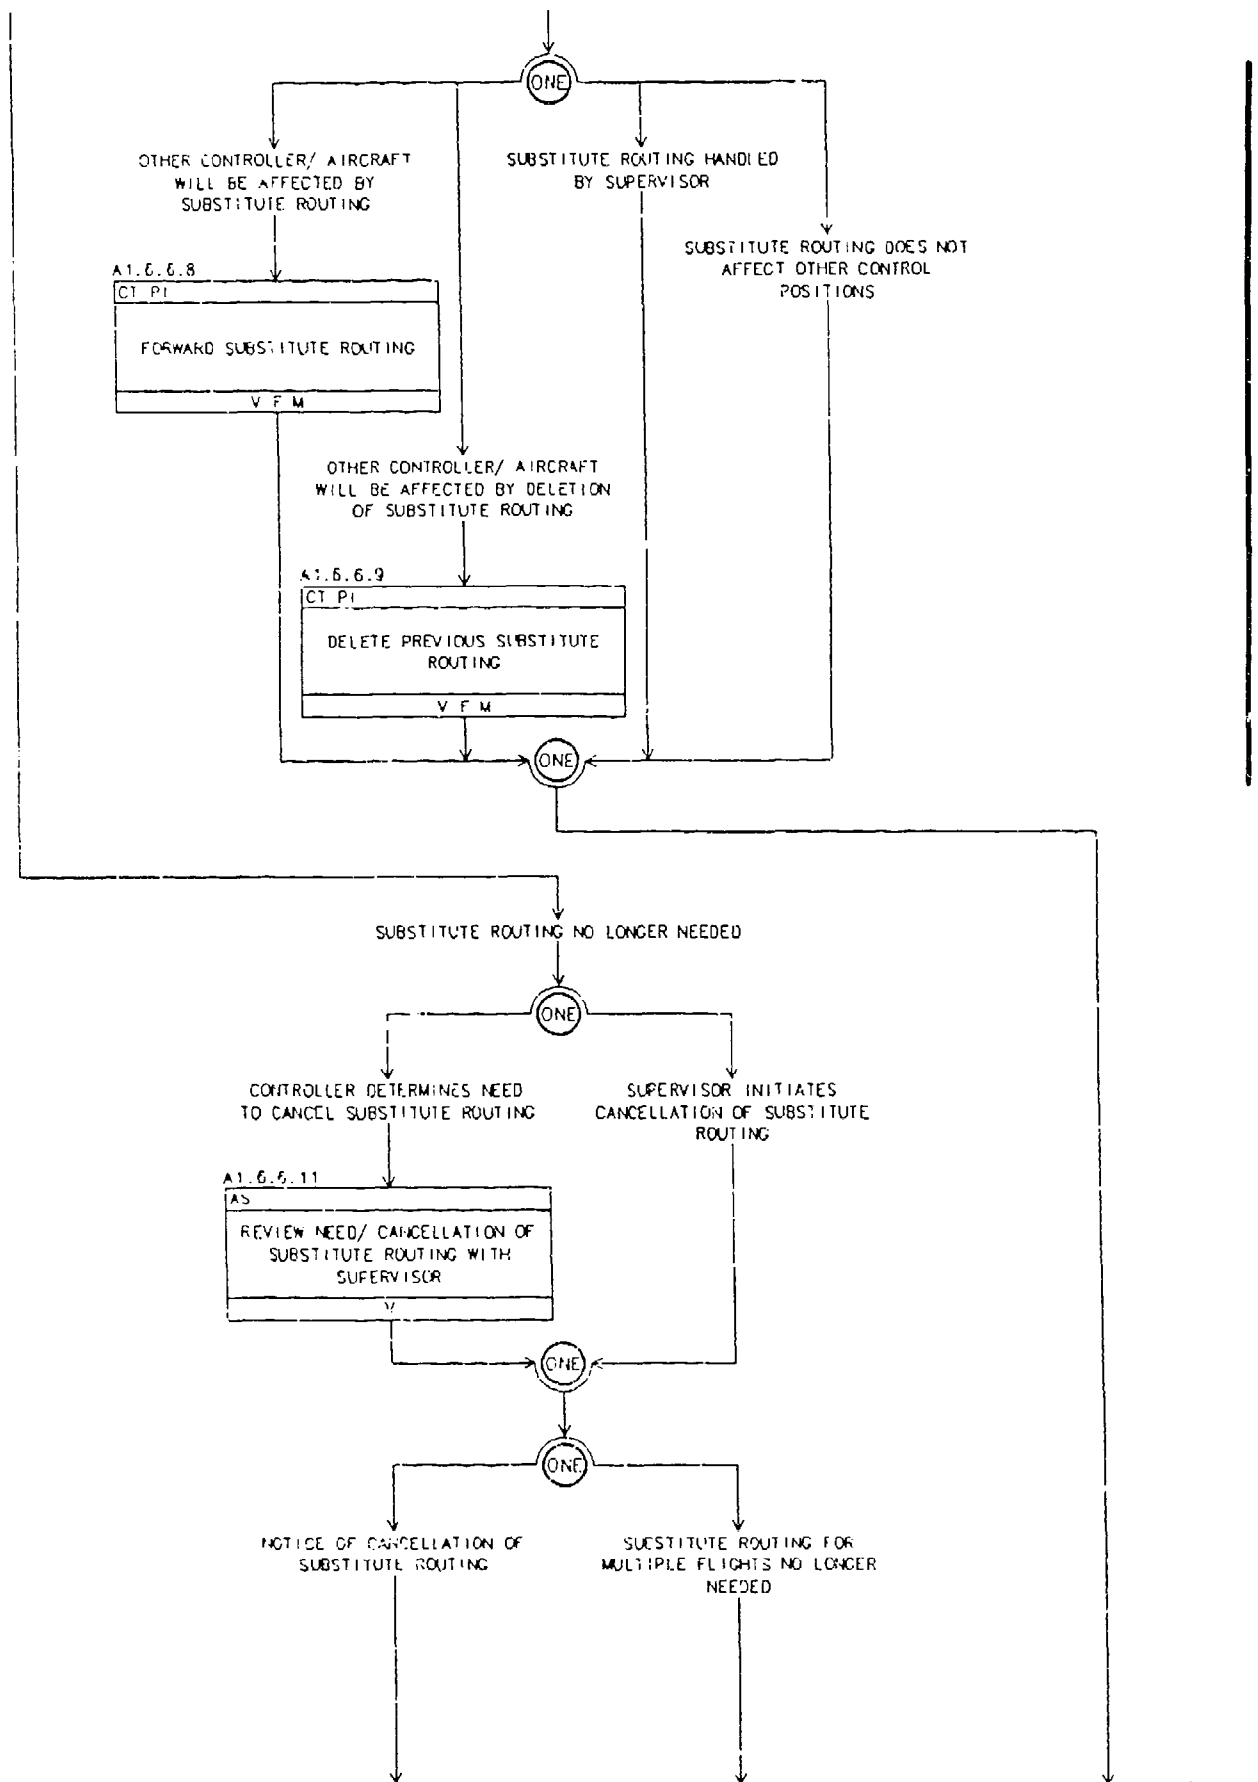 ONE
OTHER CONTROLLER/ AIRCRAFT
WILL BE AFFECTED BY
SUBSTITUTE ROUTING
SUBSTITUTE ROUTING HANDLED
BY SUPERVISOR
SUBSTITUTE ROUTING DOES NOT
AFFECT OTHER CONTROL
POSITIONS
A1.6.6.8
CT PI
FORWARD SUBSTITUTE ROUTING
V F M
OTHER CONTROLLER/ AIRCRAFT
WILL BE AFFECTED BY DELETION
OF SUBSTITUTE ROUTING
A1.6.6.9
CT PI
DELETE PREVIOUS SUBSTITUTE
ROUTING
V F M
ONE
SUBSTITUTE ROUTING NO LONGER NEEDED
ONE
CONTROLLER DETERMINES NEED
TO CANCEL SUBSTITUTE ROUTING
SUPERVISOR INITIATES
CANCELLATION OF SUBSTITUTE
ROUTING
A1.6.6.11
AS
REVIEW NEED/ CANCELLATION OF
SUBSTITUTE ROUTING WITH
SUPERVISOR
V
ONE
ONE
NOTICE OF CANCELLATION OF
SUBSTITUTE ROUTING
SUBSTITUTE ROUTING FOR
MULTIPLE FLIGHTS NO LONGER
NEEDED